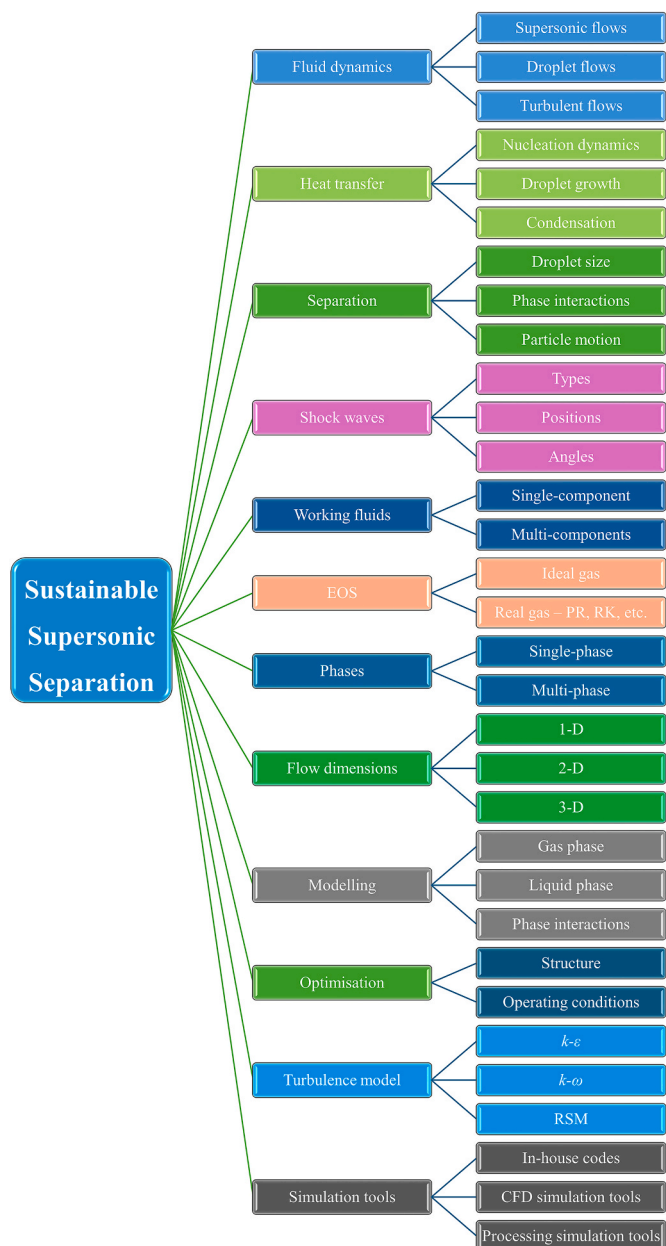 Sustainable
Supersonic
Separation
Fluid dynamics
Supersonic flows
Droplet flows
Turbulent flows
Heat transfer
Nucleation dynamics
Droplet growth
Condensation
Separation
Droplet size
Phase interactions
Particle motion
Shock waves
Types
Positions
Angles
Working fluids
Single-component
Multi-components
EOS
Ideal gas
Real gas – PR, RK, etc.
Phases
Single-phase
Multi-phase
Flow dimensions
1-D
2-D
3-D
Modelling
Gas phase
Liquid phase
Phase interactions
Optimisation
Structure
Operating conditions
Turbulence model
k-ε
k-ω
RSM
Simulation tools
In-house codes
CFD simulation tools
Processing simulation tools